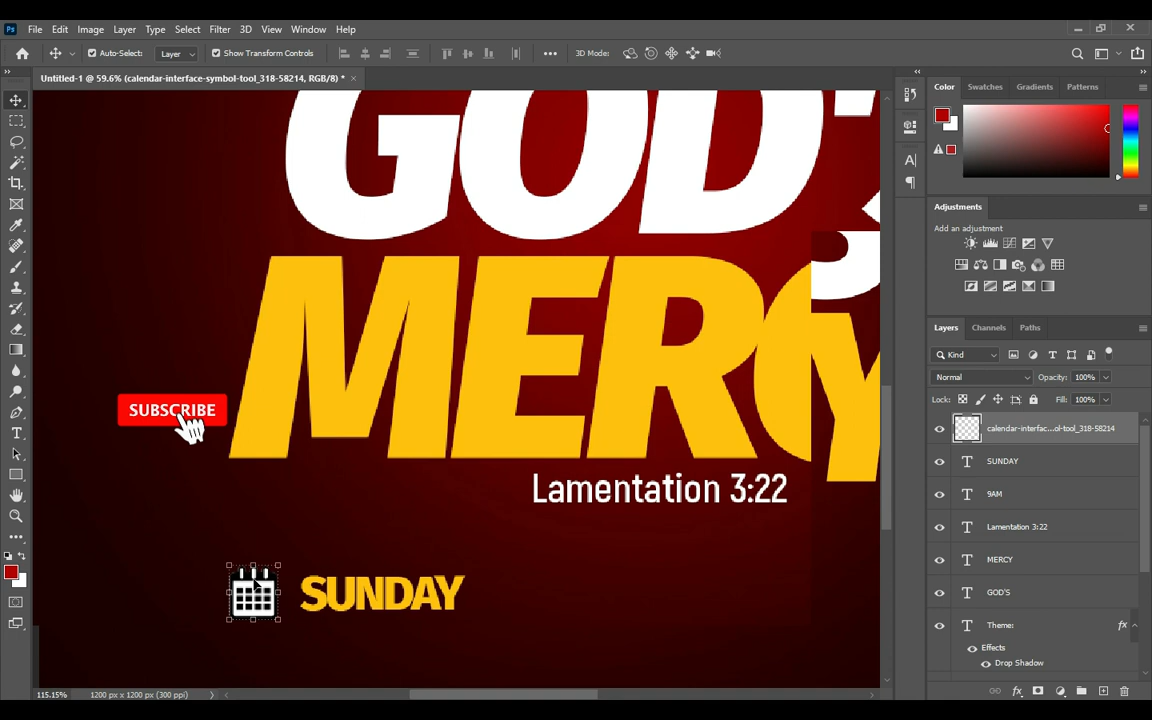 Ps File Edit Image Layer Type Select Filter 3D View Window Help
Auto-Select: Layer Show Transform Controls 3D Mode:
Untitled-1 @ 59.6% (calendar-interface-symbol-tool_318-58214, RGB/8) *
GOD'S
MERCY
SUBSCRIBE
Lamentation 3:22
SUNDAY
115.15% 1200 px x 1200 px (300 ppi)
Color Swatches Gradients Patterns
Adjustments
Add an adjustment
Layers Channels Paths
Kind
Normal Opacity: 100%
Lock: Fill: 100%
calendar-interfac...ol-tool_318-58214
SUNDAY
9AM
Lamentation 3:22
MERCY
GOD'S
Theme: fx
Effects
Drop Shadow